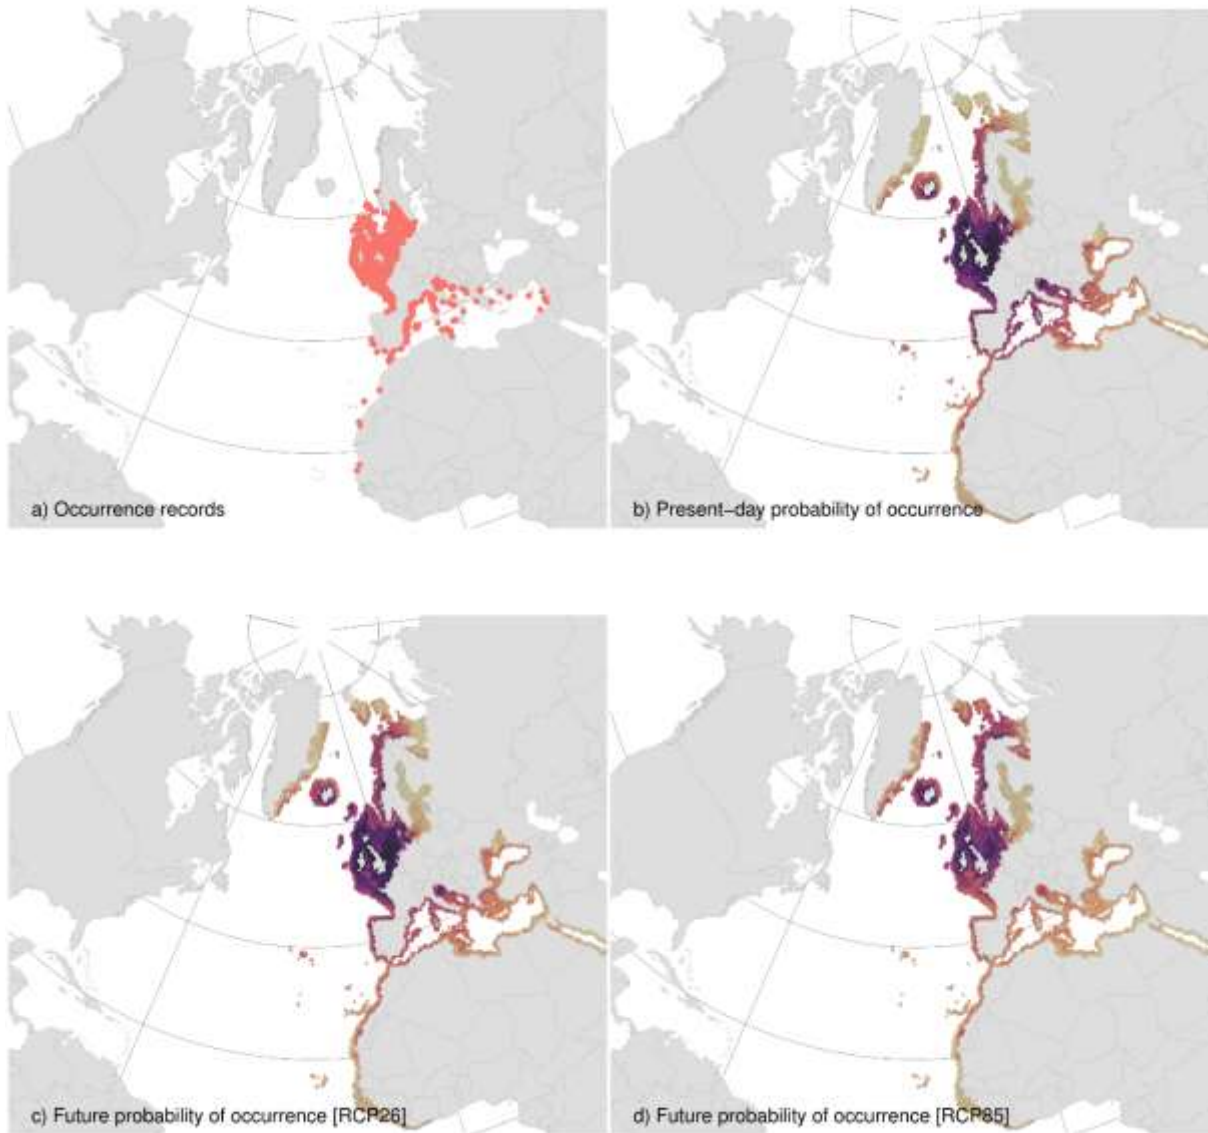 a) Occurrence records
b) Present–day probability of occurrence
c) Future probability of occurrence [RCP26]
d) Future probability of occurrence [RCP85]